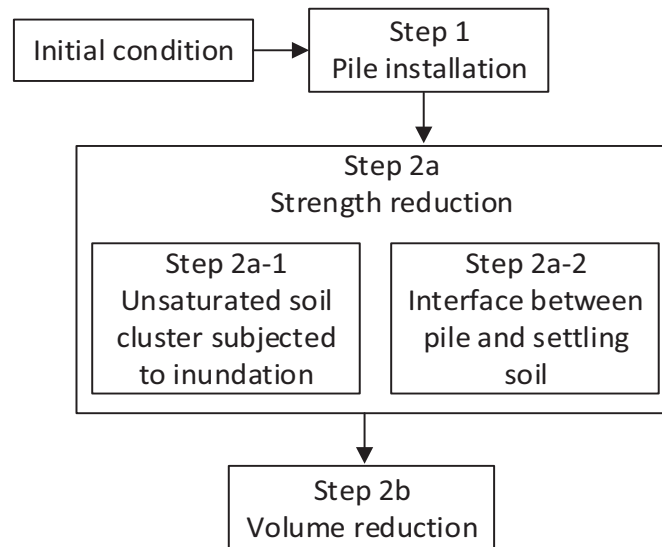 Initial condition
Step 1
Pile installation
Step 2a
Strength reduction
Step 2a-1
Unsaturated soil
cluster subjected
to inundation
Step 2a-2
Interface between
pile and settling
soil
Step 2b
Volume reduction